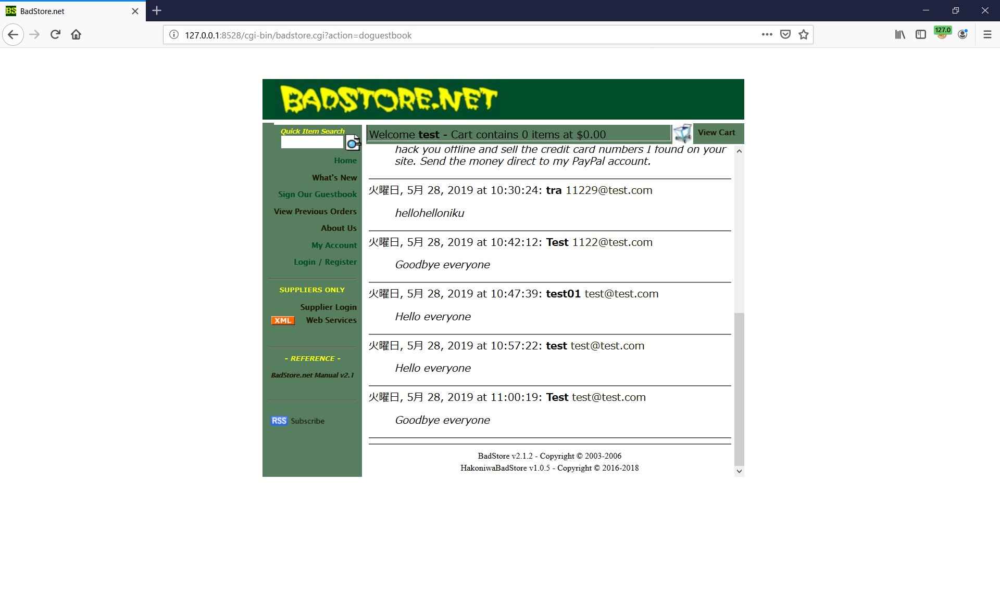 BS BadStore.net
127.0.0.1:8528/cgi-bin/badstore.cgi?action=doguestbook
127.0
BADSTORE.NET
Quick Item Search
Welcome test - Cart contains 0 items at $0.00
View Cart
Home
What's New
Sign Our Guestbook
View Previous Orders
About Us
My Account
Login / Register
SUPPLIERS ONLY
Supplier Login
XML Web Services
- REFERENCE -
BadStore.net Manual v2.1
RSS Subscribe
hack you offline and sell the credit card numbers I found on your
site. Send the money direct to my PayPal account.
火曜日, 5月 28, 2019 at 10:30:24: tra 11229@test.com
hellohelloniku
火曜日, 5月 28, 2019 at 10:42:12: Test 1122@test.com
Goodbye everyone
火曜日, 5月 28, 2019 at 10:47:39: test01 test@test.com
Hello everyone
火曜日, 5月 28, 2019 at 10:57:22: test test@test.com
Hello everyone
火曜日, 5月 28, 2019 at 11:00:19: Test test@test.com
Goodbye everyone
BadStore v2.1.2 - Copyright © 2003-2006
HakoniwaBadStore v1.0.5 - Copyright © 2016-2018